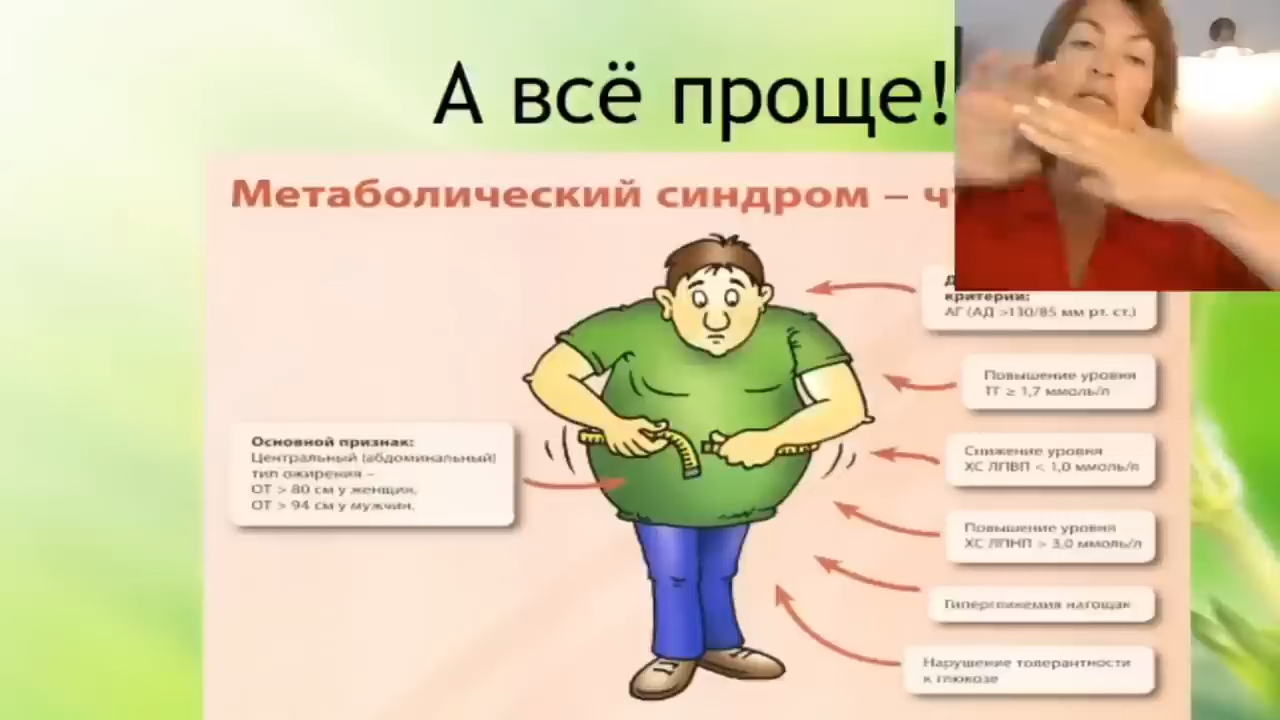 А всё проще!
Метаболический синдром –
критерии:
АГ (АД >130/85 мм рт. ст.)
Повышение уровня
ТГ ≥ 1,7 ммоль/л
Основной признак:
Центральный (абдоминальный)
тип ожирения –
ОТ > 80 см у женщин,
ОТ > 94 см у мужчин.
Снижение уровня
ХС ЛПВП < 1,0 ммоль/л
Повышение уровня
ХС ЛПНП > 3,0 ммоль/л
Гипергликемия натощак
Нарушение толерантности
к глюкозе